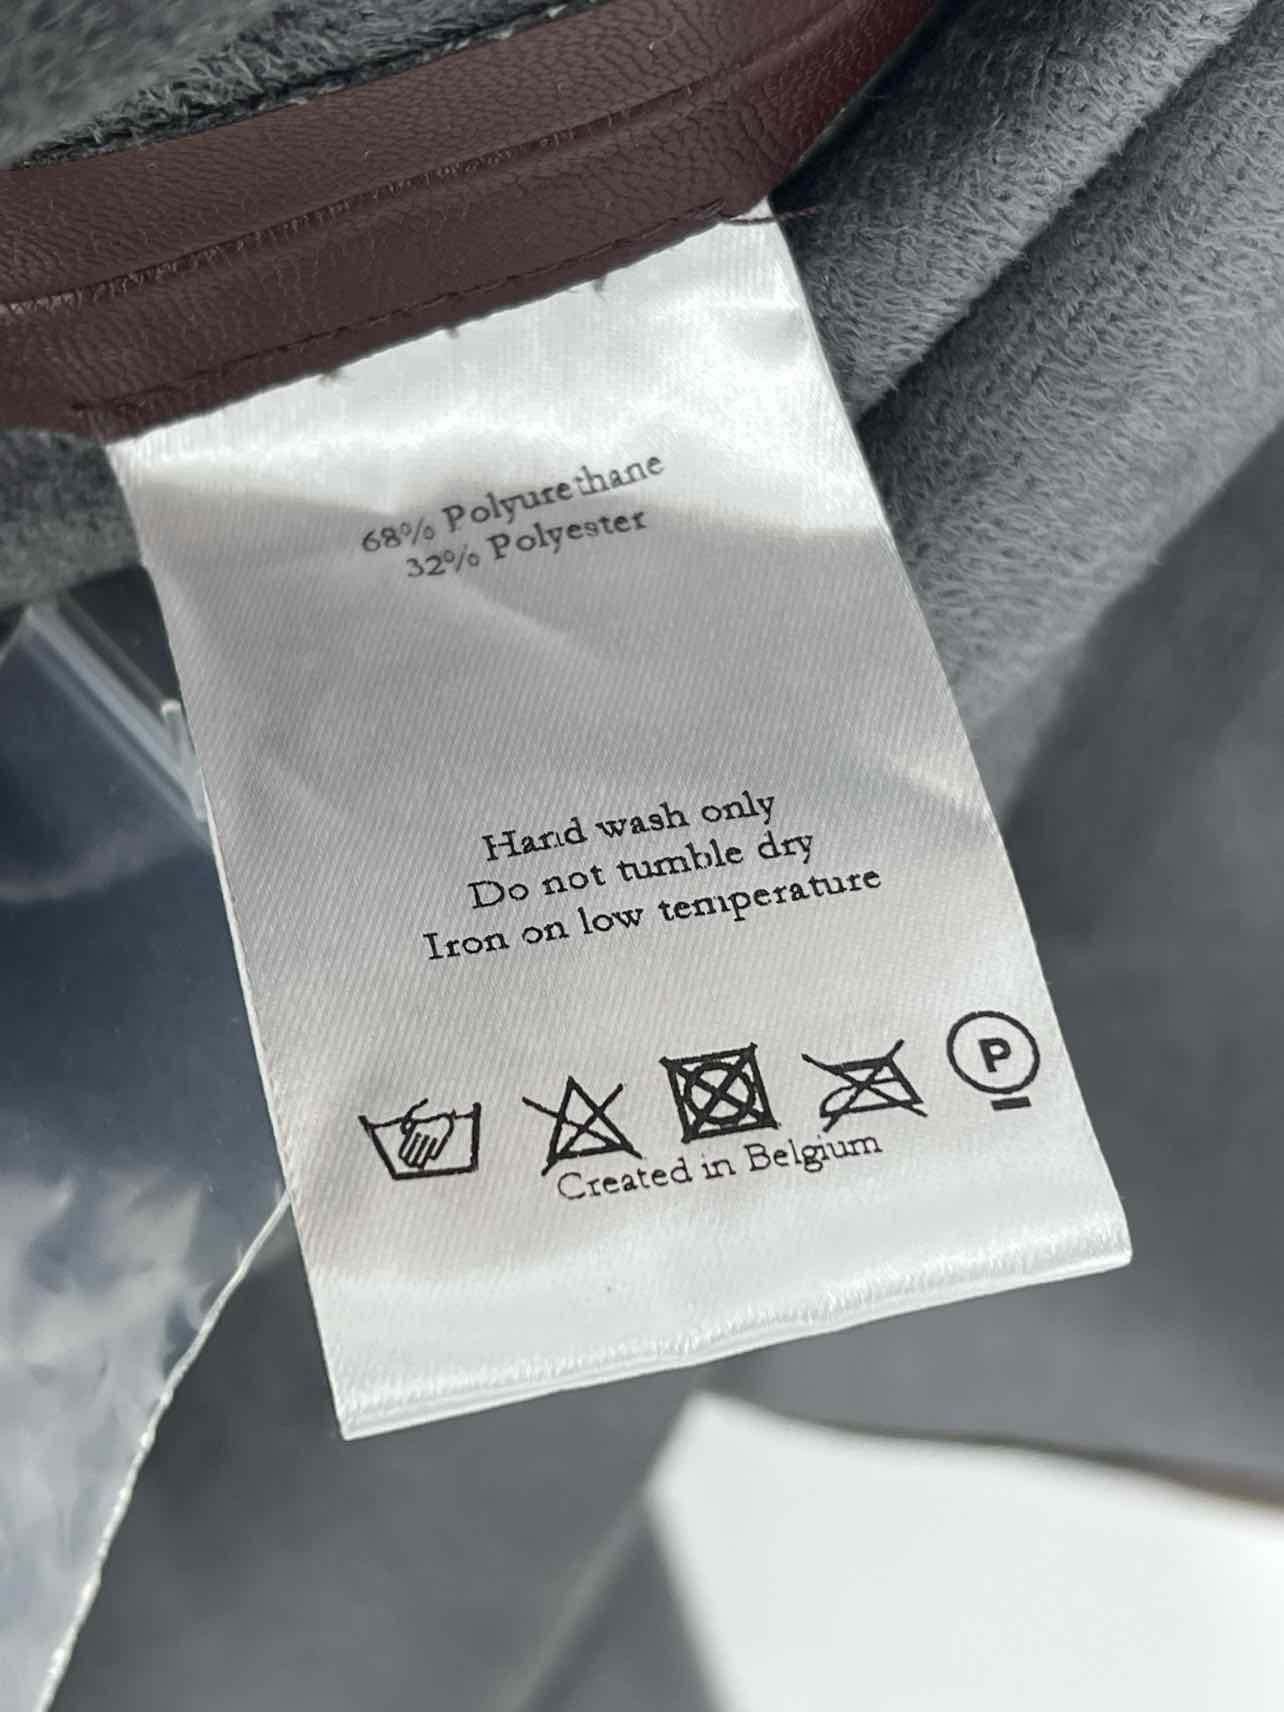 68% Polyurethane
32% Polyester
Hand wash only
Do not tumble dry
Iron on low temperature
P
Created in Belgium